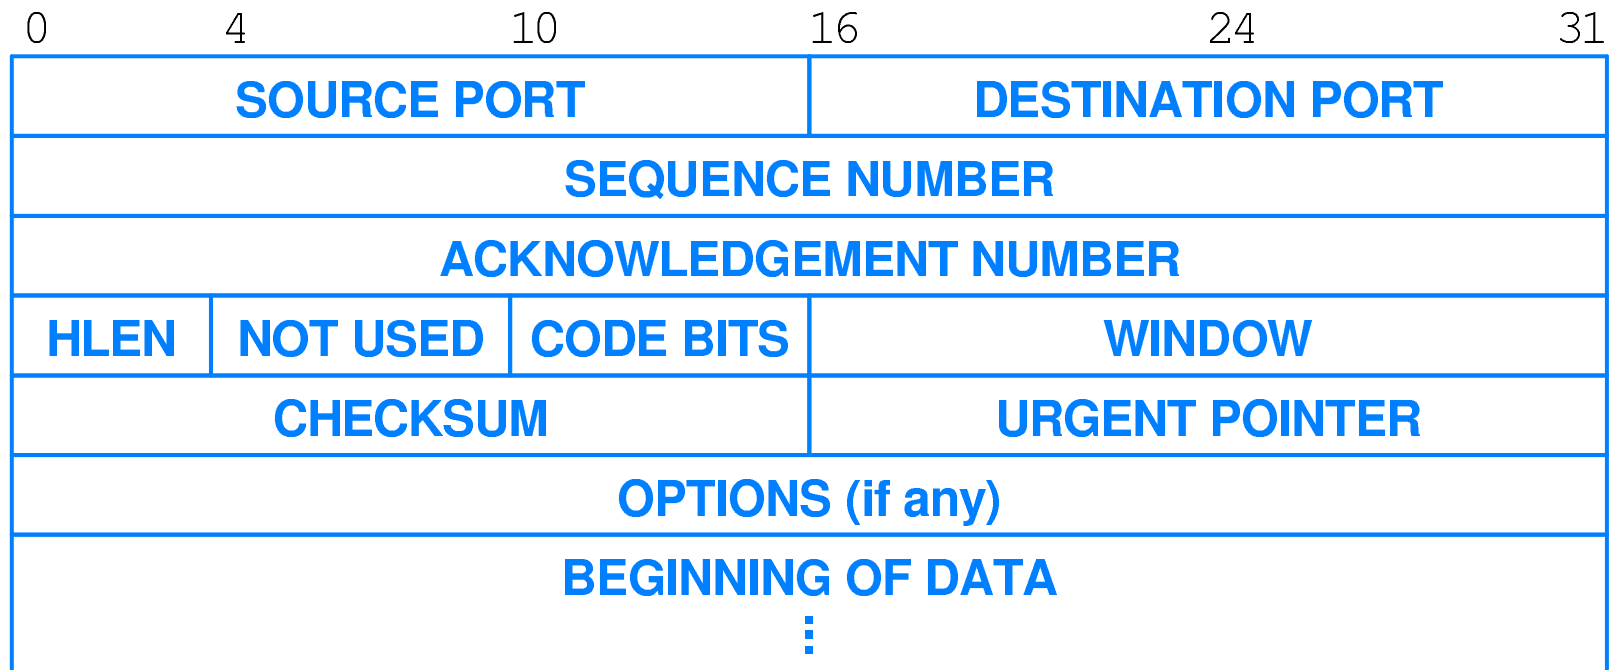 0 4 10 16 24 31
SOURCE PORT DESTINATION PORT
SEQUENCE NUMBER
ACKNOWLEDGEMENT NUMBER
HLEN NOT USED CODE BITS WINDOW
CHECKSUM URGENT POINTER
OPTIONS (if any)
BEGINNING OF DATA